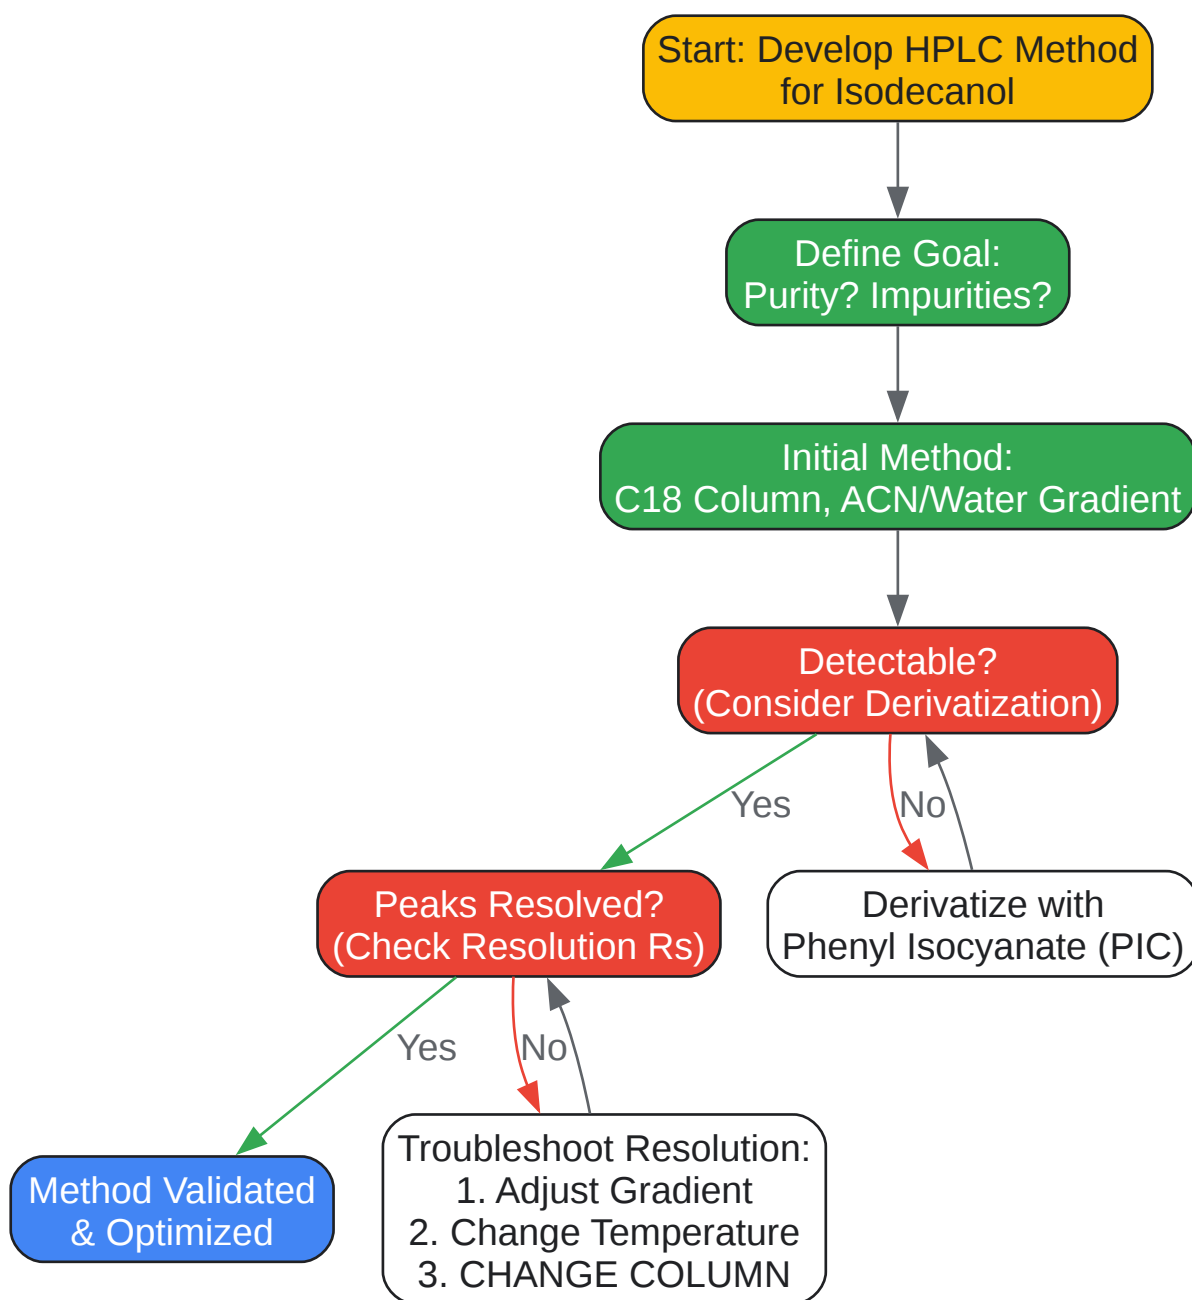 Start: Develop HPLC Method
for Isodecanol
Define Goal:
Purity? Impurities?
Initial Method:
C18 Column, ACN/Water Gradient
Detectable?
(Consider Derivatization)
Yes
No
Peaks Resolved?
(Check Resolution Rs)
Derivatize with
Phenyl Isocyanate (PIC)
Yes
No
Method Validated
& Optimized
Troubleshoot Resolution:
1. Adjust Gradient
2. Change Temperature
3. CHANGE COLUMN